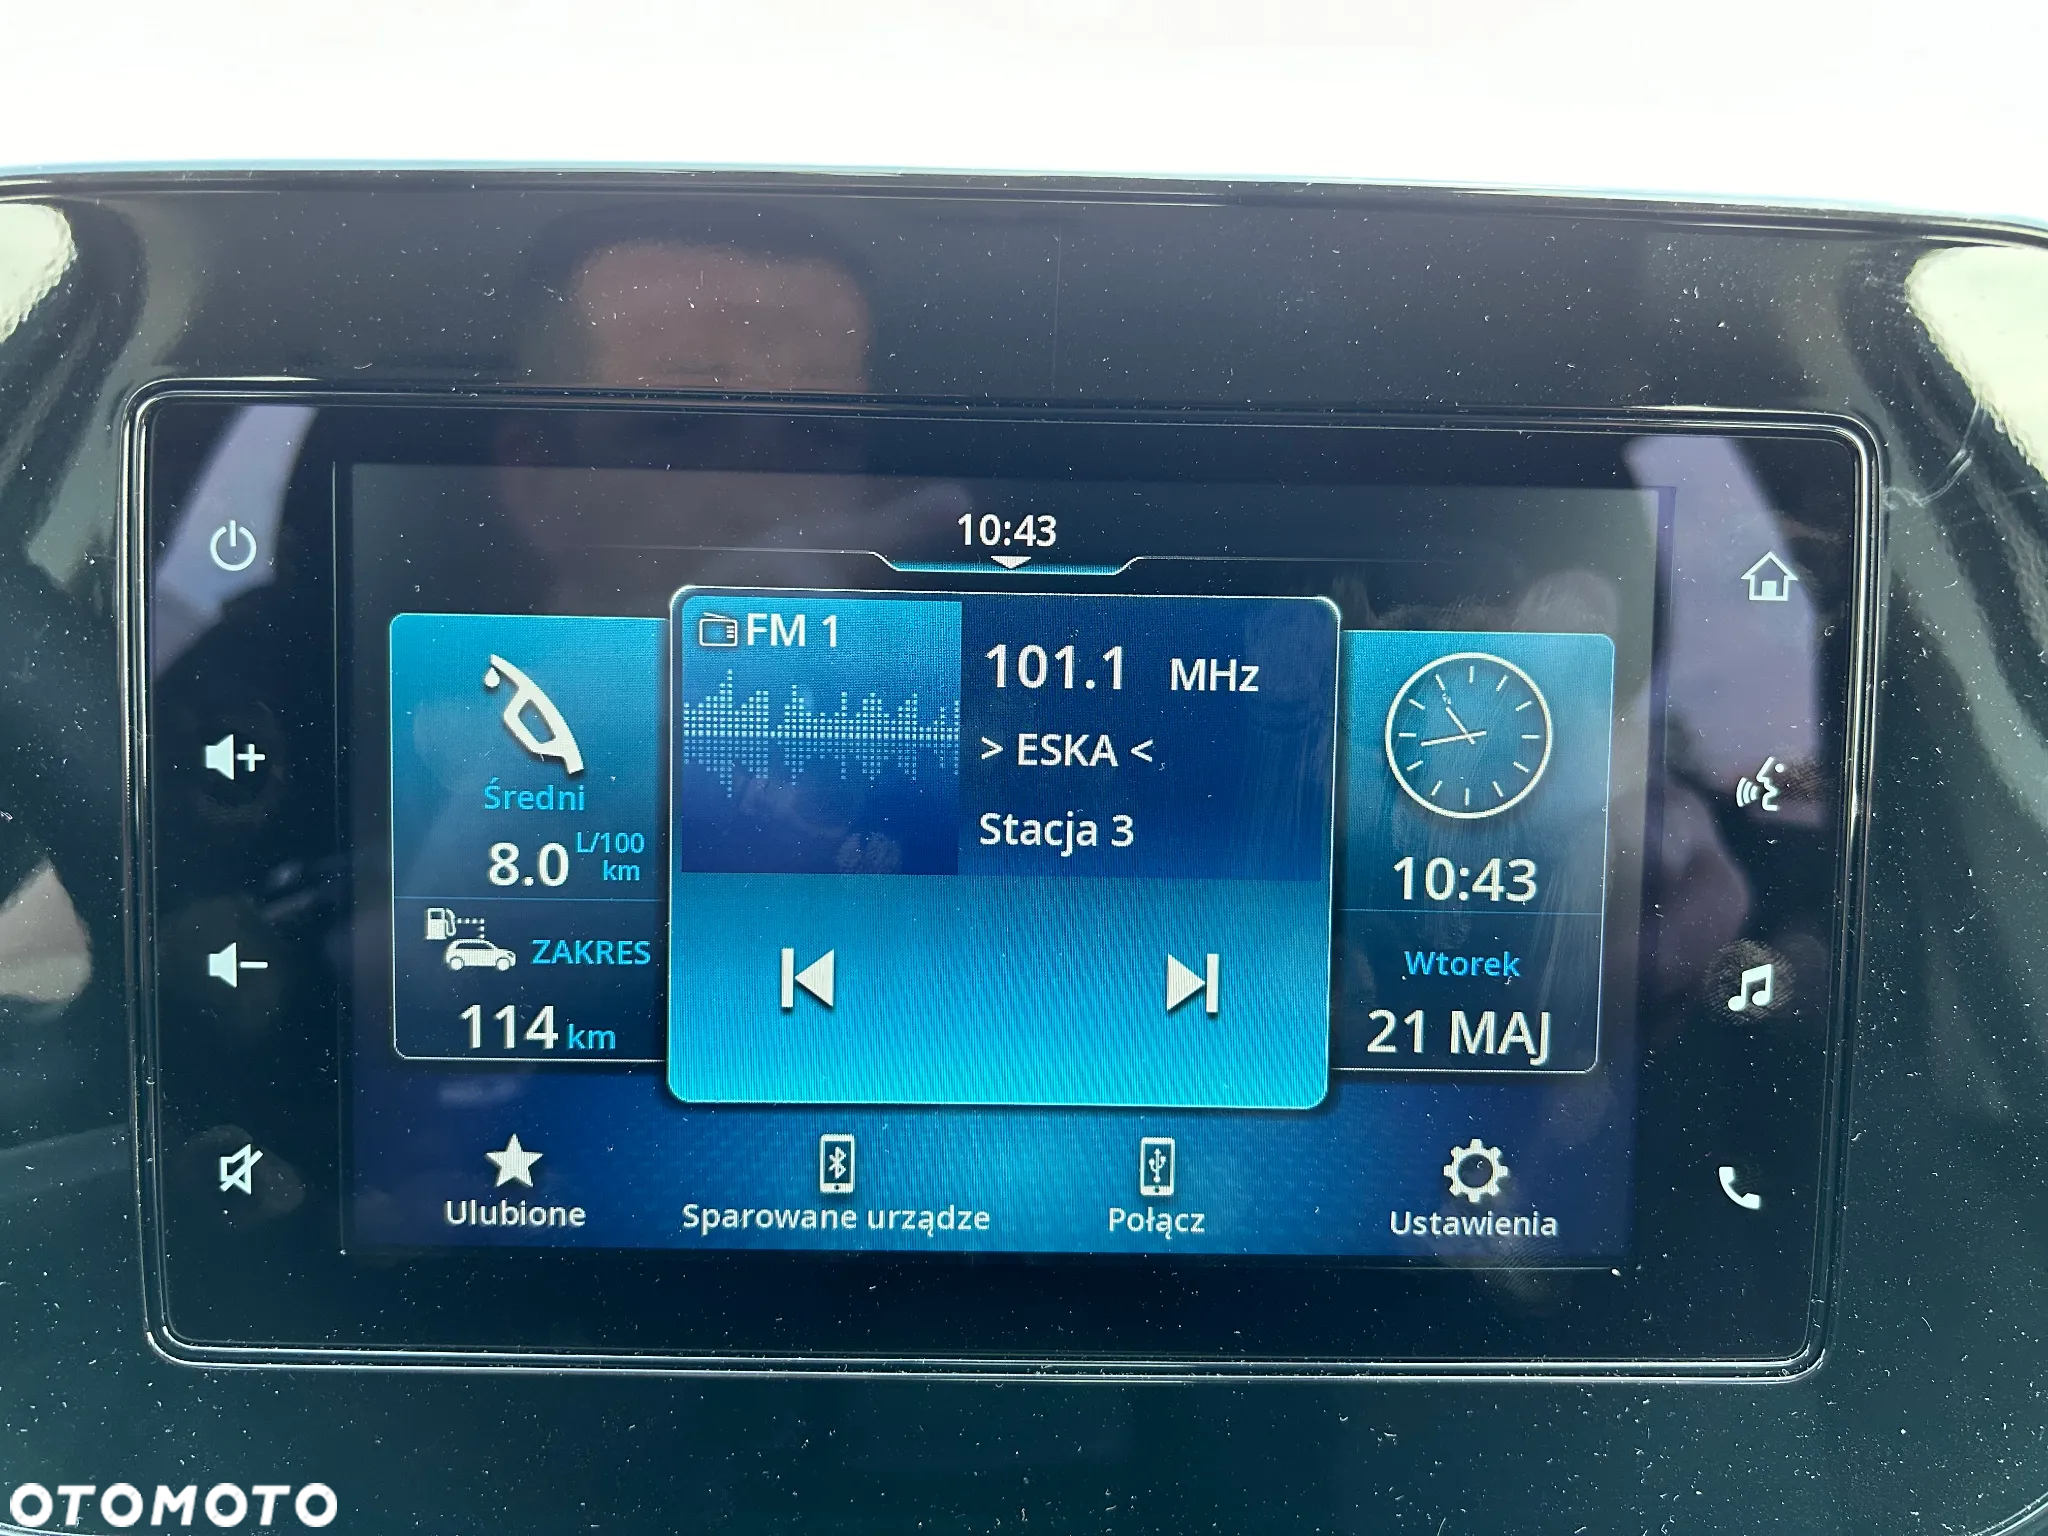 10:43
FM 1
101.1 MHz
> ESKA <
Stacja 3
Średni
8.0 L/100 km
ZAKRES
114 km
10:43
Wtorek
21 MAJ
Ulubione
Sparowane urządze
Połącz
Ustawienia
OTOMOTO